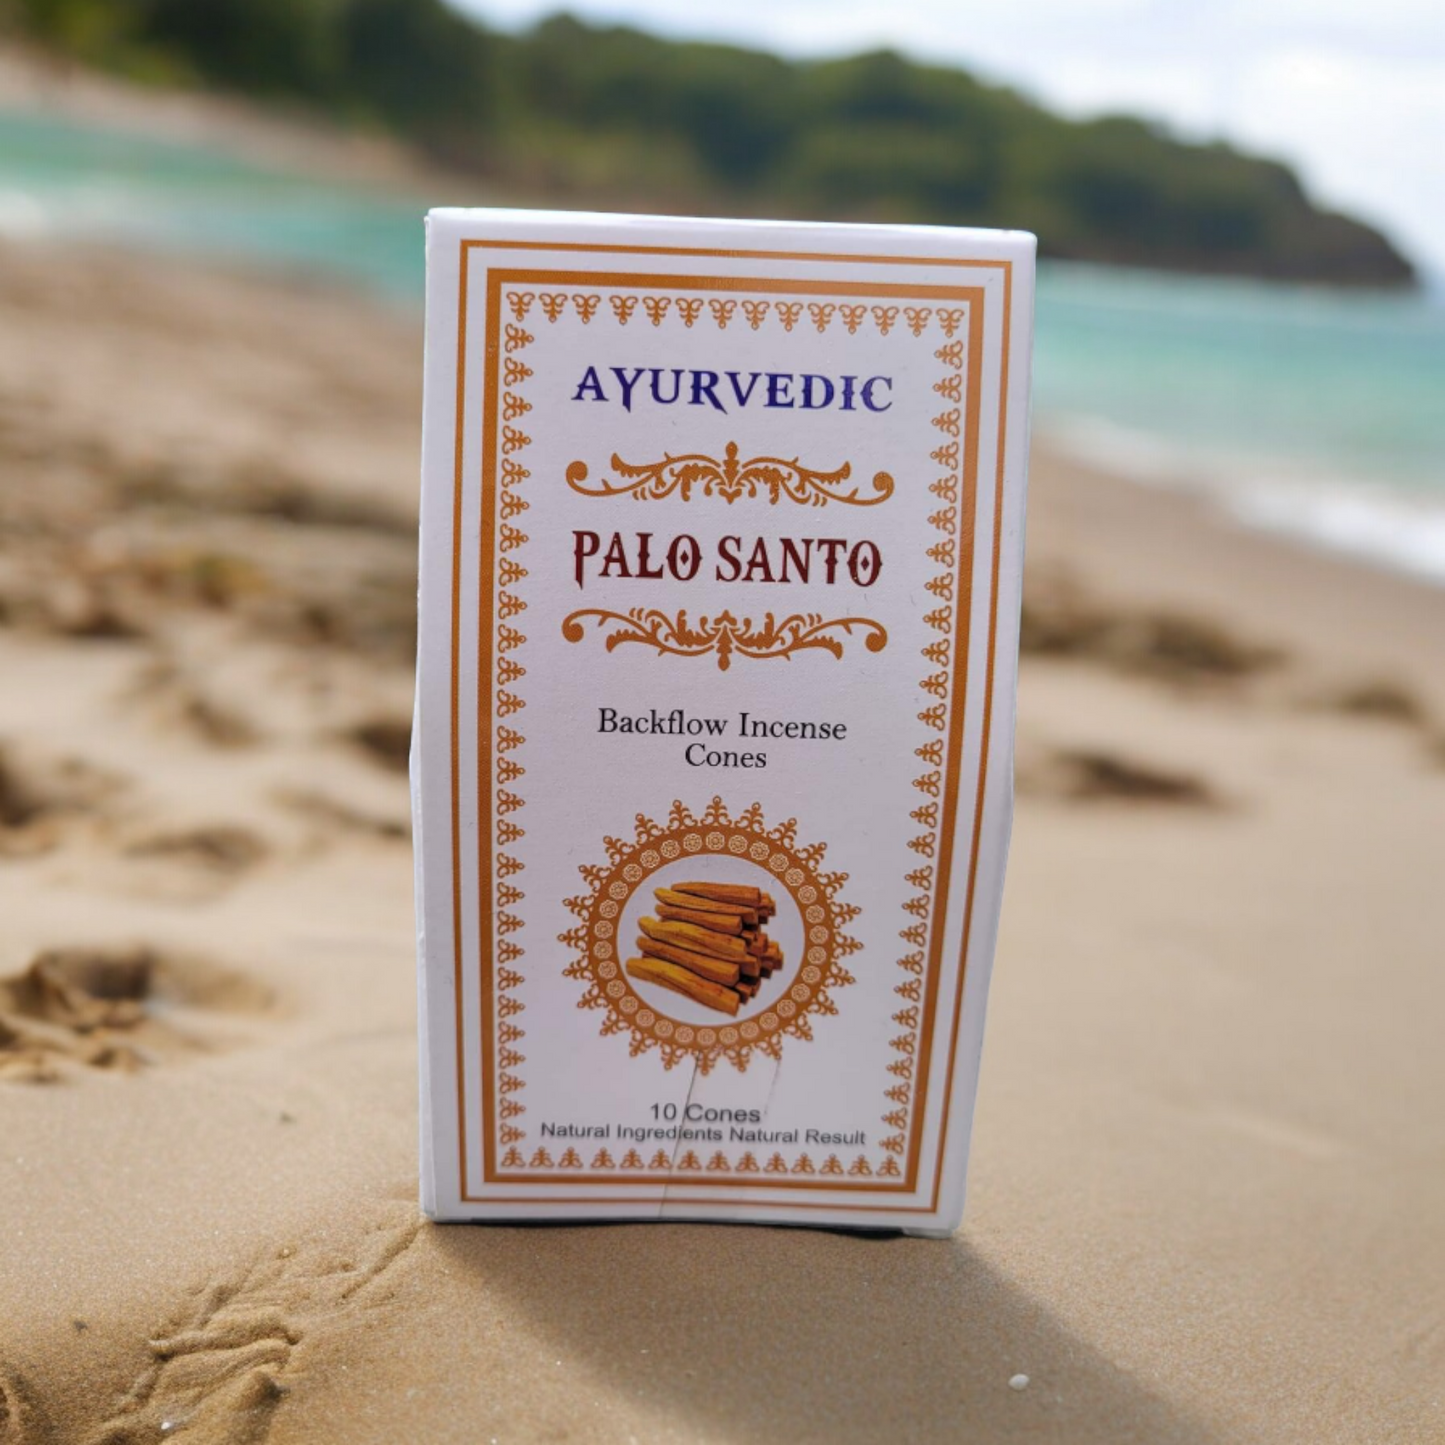 AYURVEDIC
PALO SANTO
Backflow Incense
Cones
10 Cones
Natural Ingredients Natural Result